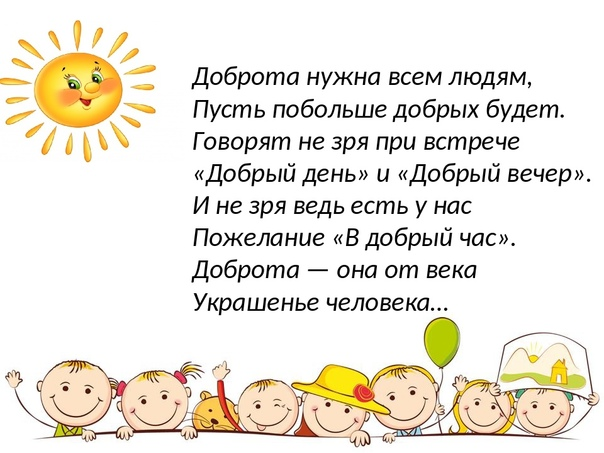 Доброта нужна всем людям,
Пусть побольше добрых будет.
Говорят не зря при встрече
«Добрый день» и «Добрый вечер».
И не зря ведь есть у нас
Пожелание «В добрый час».
Доброта — она от века
Украшенье человека...